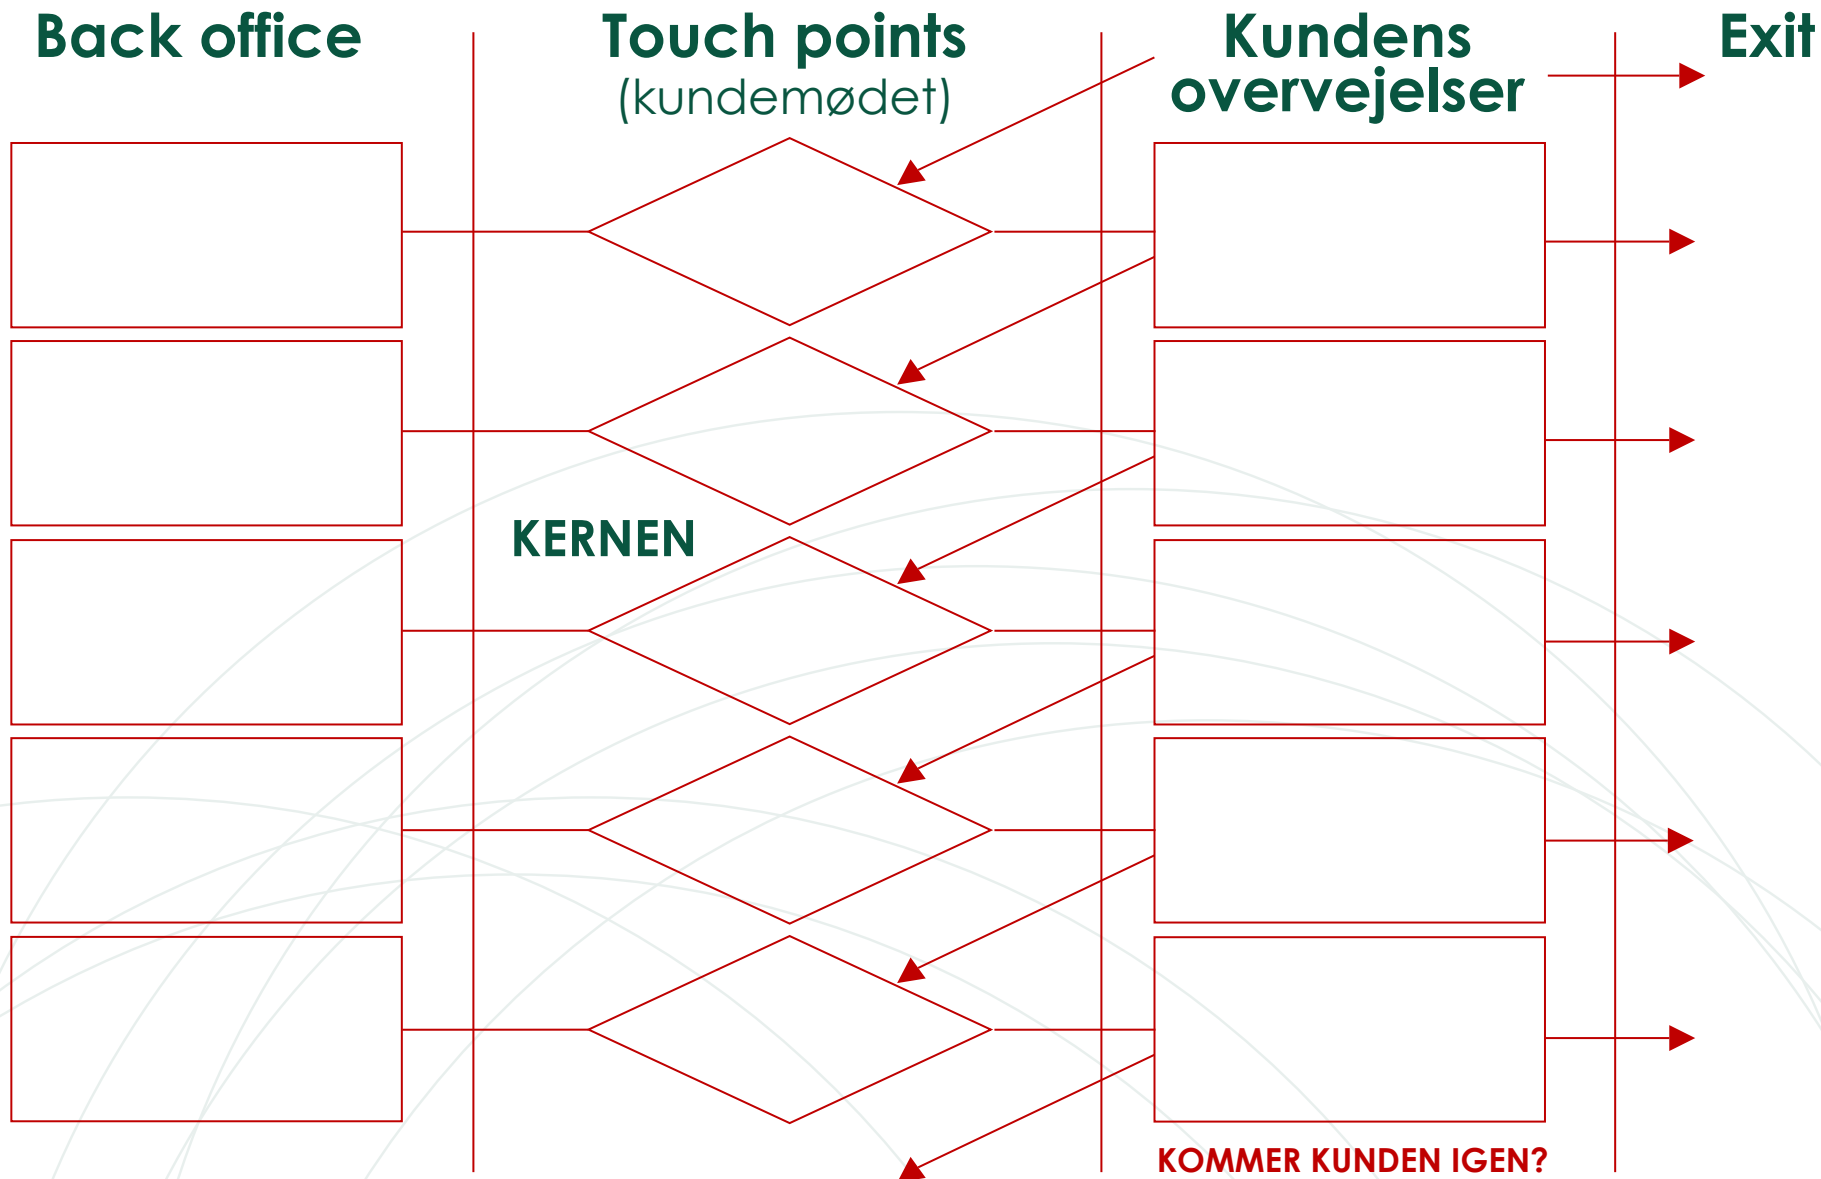 Back office
Touch points
(kundemødet)
Kundens
overvejelser
Exit
KERNEN
KOMMER KUNDEN IGEN?